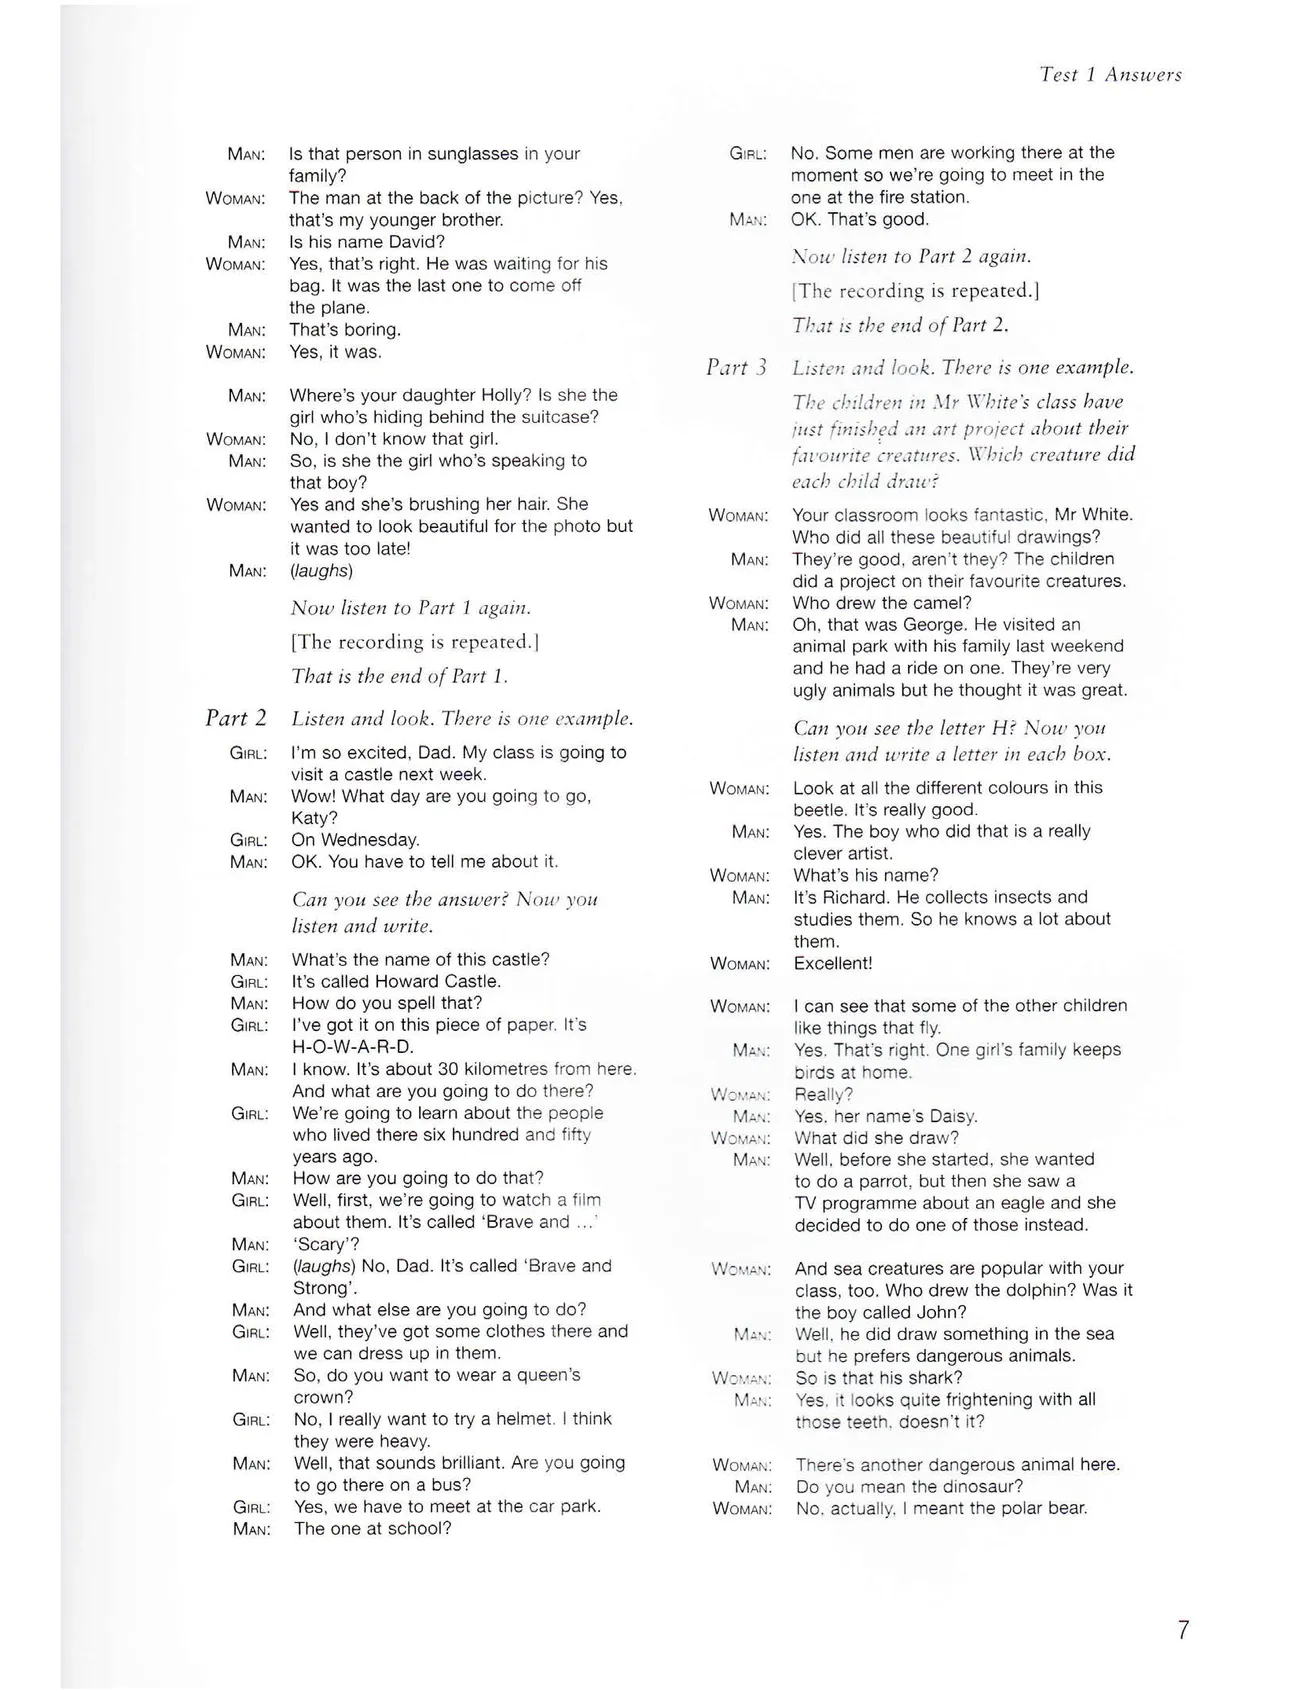 Test 1 Answers
MAN: Is that person in sunglasses in your
family?
WOMAN: The man at the back of the picture? Yes,
that's my younger brother.
MAN: Is his name David?
WOMAN: Yes, that's right. He was waiting for his
bag. It was the last one to come off
the plane.
MAN: That's boring.
WOMAN: Yes, it was.
MAN: Where's your daughter Holly? Is she the
girl who's hiding behind the suitcase?
WOMAN: No, I don't know that girl.
MAN: So, is she the girl who's speaking to
that boy?
WOMAN: Yes and she's brushing her hair. She
wanted to look beautiful for the photo but
it was too late!
MAN: (laughs)
Now listen to Part 1 again.
[The recording is repeated.]
That is the end of Part 1.
Part 2 Listen and look. There is one example.
GIRL: I'm so excited, Dad. My class is going to
visit a castle next week.
MAN: Wow! What day are you going to go,
Katy?
GIRL: On Wednesday.
MAN: OK. You have to tell me about it.
Can you see the answer? Now you
listen and write.
MAN: What's the name of this castle?
GIRL: It's called Howard Castle.
MAN: How do you spell that?
GIRL: I've got it on this piece of paper. It's
H-O-W-A-R-D.
MAN: I know. It's about 30 kilometres from here.
And what are you going to do there?
GIRL: We're going to learn about the people
who lived there six hundred and fifty
years ago.
MAN: How are you going to do that?
GIRL: Well, first, we're going to watch a film
about them. It's called 'Brave and ...'
MAN: 'Scary'?
GIRL: (laughs) No, Dad. It's called 'Brave and
Strong'.
MAN: And what else are you going to do?
GIRL: Well, they've got some clothes there and
we can dress up in them.
MAN: So, do you want to wear a queen's
crown?
GIRL: No, I really want to try a helmet. I think
they were heavy.
MAN: Well, that sounds brilliant. Are you going
to go there on a bus?
GIRL: Yes, we have to meet at the car park.
MAN: The one at school?
GIRL: No. Some men are working there at the
moment so we're going to meet in the
one at the fire station.
MAN: OK. That's good.
Now listen to Part 2 again.
[The recording is repeated.]
That is the end of Part 2.
Part 3 Listen and look. There is one example.
The children in Mr White's class have
just finished an art project about their
favourite creatures. Which creature did
each child draw?
WOMAN: Your classroom looks fantastic, Mr White.
Who did all these beautiful drawings?
MAN: They're good, aren't they? The children
did a project on their favourite creatures.
WOMAN: Who drew the camel?
MAN: Oh, that was George. He visited an
animal park with his family last weekend
and he had a ride on one. They're very
ugly animals but he thought it was great.
Can you see the letter H? Now you
listen and write a letter in each box.
WOMAN: Look at all the different colours in this
beetle. It's really good.
MAN: Yes. The boy who did that is a really
clever artist.
WOMAN: What's his name?
MAN: It's Richard. He collects insects and
studies them. So he knows a lot about
them.
WOMAN: Excellent!
WOMAN: I can see that some of the other children
like things that fly.
MAN: Yes. That's right. One girl's family keeps
birds at home.
WOMAN: Really?
MAN: Yes, her name's Daisy.
WOMAN: What did she draw?
MAN: Well, before she started, she wanted
to do a parrot, but then she saw a
TV programme about an eagle and she
decided to do one of those instead.
WOMAN: And sea creatures are popular with your
class, too. Who drew the dolphin? Was it
the boy called John?
MAN: Well, he did draw something in the sea
but he prefers dangerous animals.
WOMAN: So is that his shark?
MAN: Yes, it looks quite frightening with all
those teeth, doesn't it?
WOMAN: There's another dangerous animal here.
MAN: Do you mean the dinosaur?
WOMAN: No, actually, I meant the polar bear.
7